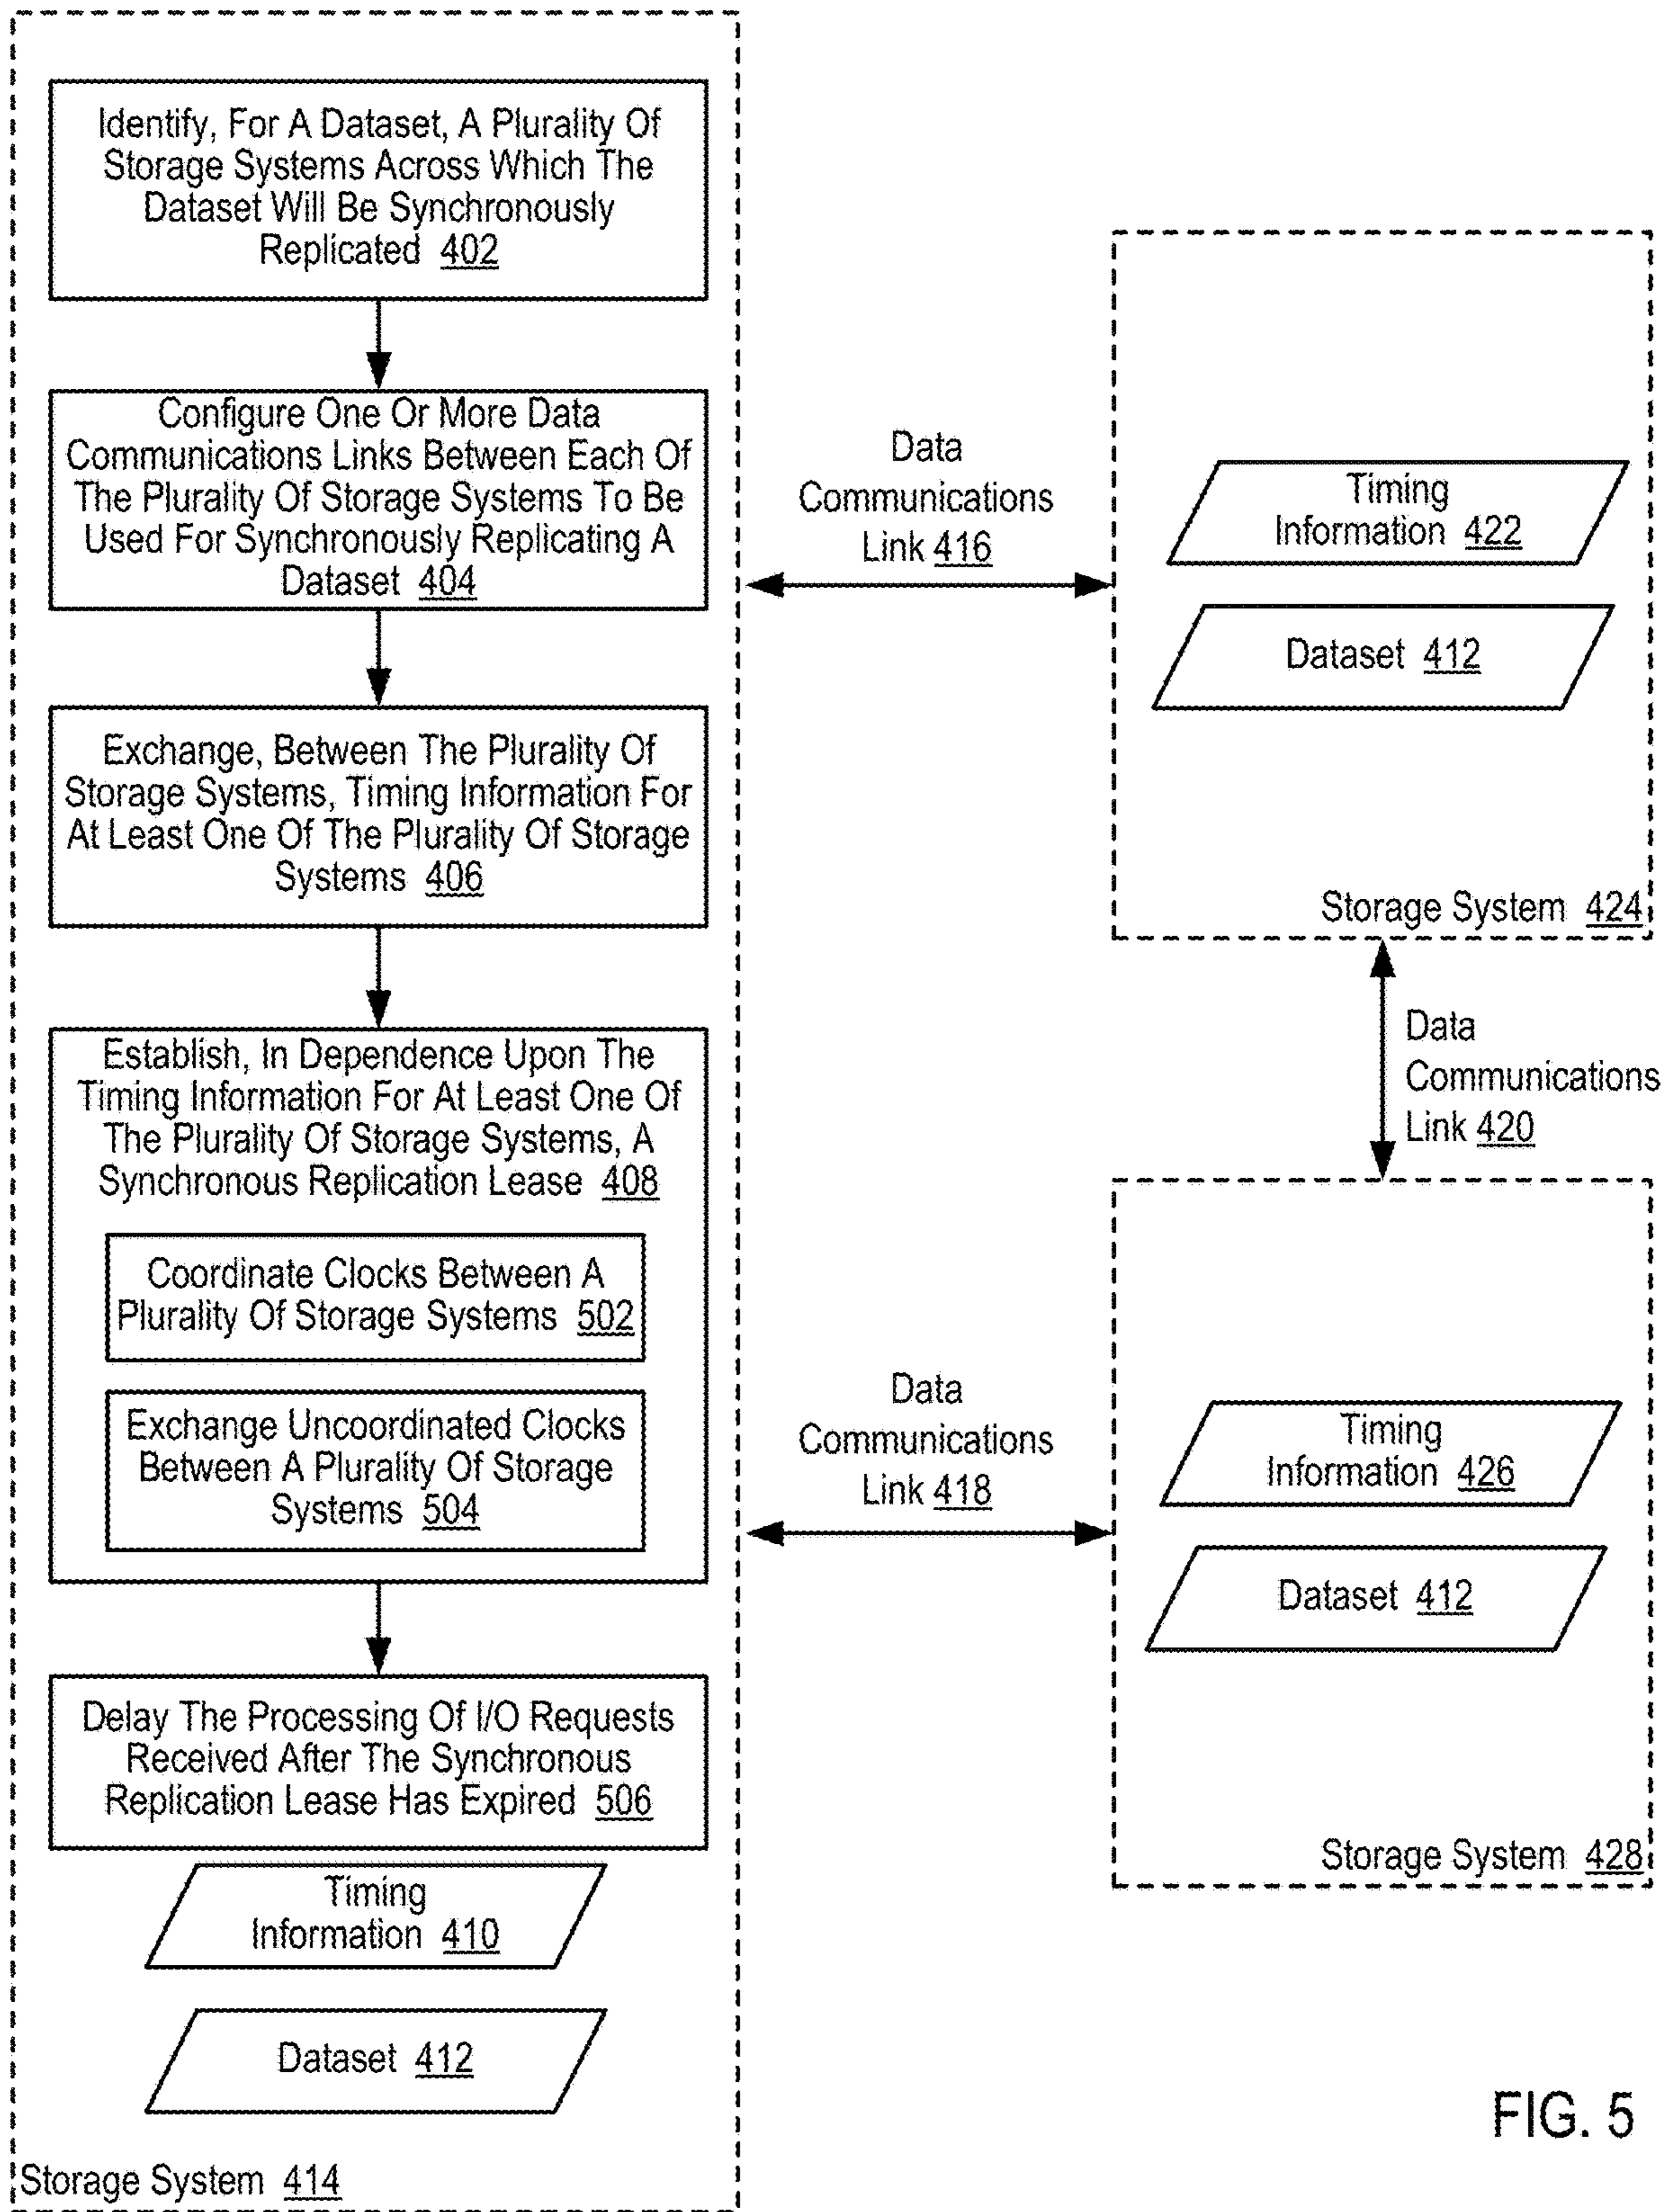 Identify, For A Dataset, A Plurality Of
Storage Systems Across Which The
Dataset Will Be Synchronously
Replicated 402
Configure One Or More Data
Communications Links Between Each Of
The Plurality Of Storage Systems To Be
Used For Synchronously Replicating A
Dataset 404
Exchange, Between The Plurality Of
Storage Systems, Timing Information For
At Least One Of The Plurality Of Storage
Systems 406
Establish, In Dependence Upon The
Timing Information For At Least One Of
The Plurality Of Storage Systems, A
Synchronous Replication Lease 408
Coordinate Clocks Between A
Plurality Of Storage Systems 502
Exchange Uncoordinated Clocks
Between A Plurality Of Storage
Systems 504
Delay The Processing Of I/O Requests
Received After The Synchronous
Replication Lease Has Expired 506
Timing
Information 410
Dataset 412
Storage System 414
Data
Communications
Link 416
Data
Communications
Link 418
Timing
Information 422
Dataset 412
Storage System 424
Data
Communications
Link 420
Timing
Information 426
Dataset 412
Storage System 428
FIG. 5